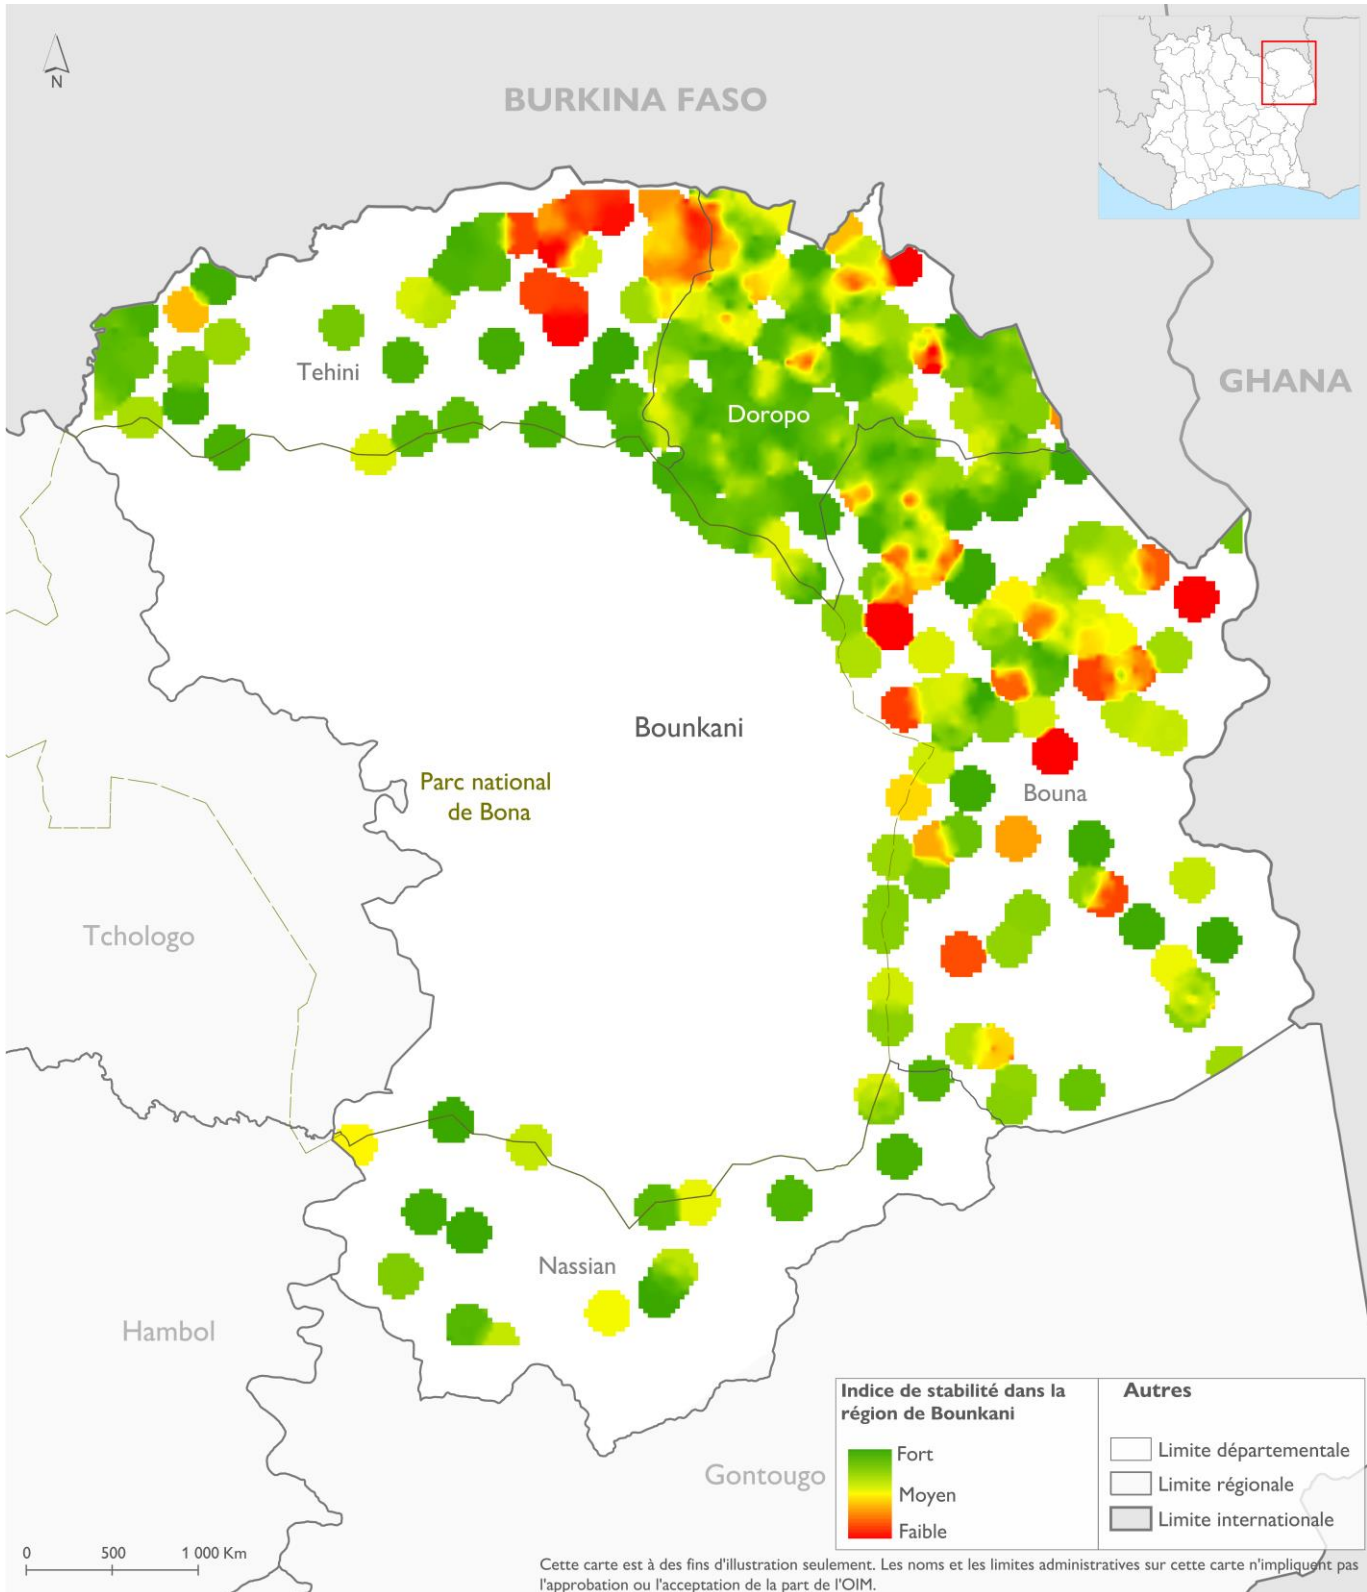 N
BURKINA FASO
GHANA
Tehini
Doropo
Bounkani
Parc national
de Bona
Bouna
Tchologo
Nassian
Hambol
Gontougo
Indice de stabilité dans la
région de Bounkani
Fort
Moyen
Faible
Autres
Limite départementale
Limite régionale
Limite internationale
0 500 1 000 Km
Cette carte est à des fins d'illustration seulement. Les noms et les limites administratives sur cette carte n'impliquent pas
l'approbation ou l'acceptation de la part de l'OIM.